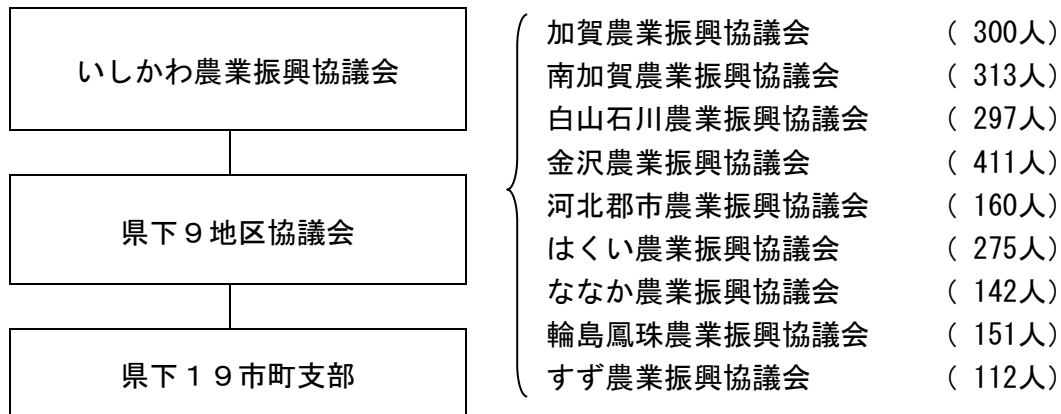 いしかわ農業振興協議会
県下9地区協議会
県下19市町支部
加賀農業振興協議会 ( 300人)
南加賀農業振興協議会 ( 313人)
白山石川農業振興協議会 ( 297人)
金沢農業振興協議会 ( 411人)
河北郡市農業振興協議会 ( 160人)
はくい農業振興協議会 ( 275人)
ななか農業振興協議会 ( 142人)
輪島鳳珠農業振興協議会 ( 151人)
すず農業振興協議会 ( 112人)